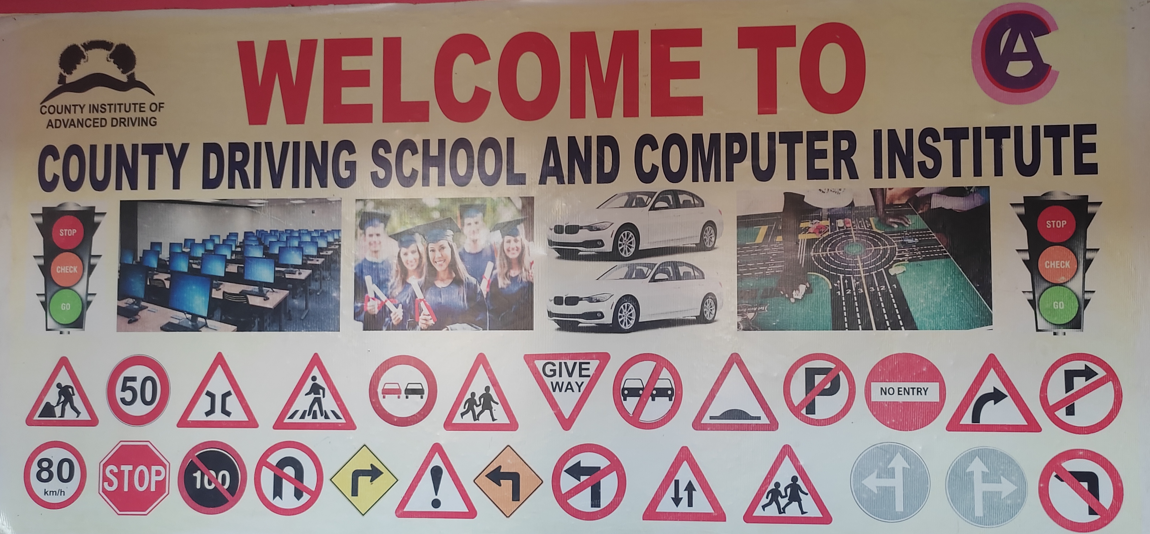 WELCOME TO
COUNTY INSTITUTE OF
ADVANCED DRIVING
CA
COUNTY DRIVING SCHOOL AND COMPUTER INSTITUTE
STOP
CHECK
GO
STOP
CHECK
GO
50
GIVE
WAY
P
NO ENTRY
80
km/h
STOP
100